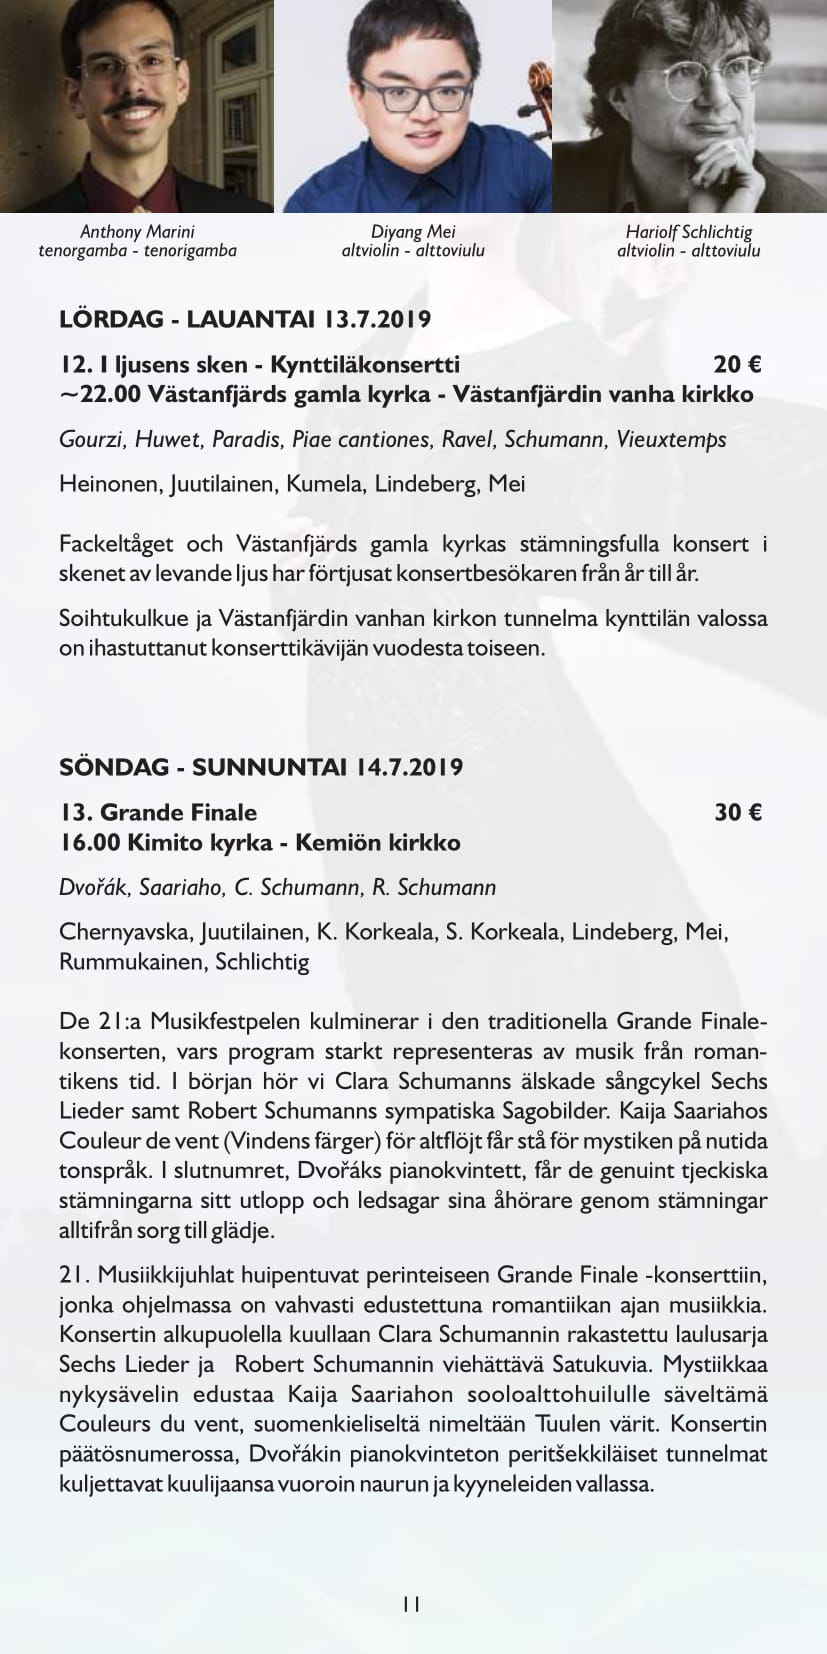 Anthony Marini
tenorgamba - tenorigamba
Diyang Mei
altviolin - alttoviulu
Hariolf Schlichtig
altviolin - alttoviulu
LÖRDAG - LAUANTAI 13.7.2019
12. I ljusens sken - Kynttiläkonsertti 20 €
~22.00 Västanfjärds gamla kyrka - Västanfjärdin vanha kirkko
Gourzi, Huwet, Paradis, Piae cantiones, Ravel, Schumann, Vieuxtemps
Heinonen, Juutilainen, Kumela, Lindeberg, Mei
Fackeltåget och Västanfjärds gamla kyrkas stämningsfulla konsert i
skenet av levande ljus har förtjusat konsertbesökaren från år till år.
Soihtukulkue ja Västanfjärdin vanhan kirkon tunnelma kynttilän valossa
on ihastuttanut konserttikävijän vuodesta toiseen.
SÖNDAG - SUNNUNTAI 14.7.2019
13. Grande Finale 30 €
16.00 Kimito kyrka - Kemiön kirkko
Dvořák, Saariaho, C. Schumann, R. Schumann
Chernyavska, Juutilainen, K. Korkeala, S. Korkeala, Lindeberg, Mei,
Rummukainen, Schlichtig
De 21:a Musikfestpelen kulminerar i den traditionella Grande Finale-
konserten, vars program starkt representeras av musik från roman-
tikens tid. I början hör vi Clara Schumanns älskade sångcykel Sechs
Lieder samt Robert Schumanns sympatiska Sagobilder. Kaija Saariahos
Couleur de vent (Vindens färger) för altflöjt får stå för mystiken på nutida
tonspråk. I slutnumret, Dvořáks pianokvintett, får de genuint tjeckiska
stämningarna sitt utlopp och ledsagar sina åhörare genom stämningar
alltifrån sorg till glädje.
21. Musiikkijuhlat huipentuvat perinteiseen Grande Finale -konserttiin,
jonka ohjelmassa on vahvasti edustettuna romantiikan ajan musiikkia.
Konsertin alkupuolella kuullaan Clara Schumannin rakastettu laulusarja
Sechs Lieder ja Robert Schumannin viehättävä Satukuvia. Mystiikkaa
nykysävelin edustaa Kaija Saariahon sooloalttohuilulle säveltämä
Couleurs du vent, suomenkieliseltä nimeltään Tuulen värit. Konsertin
päätösnumerossa, Dvořákin pianokvinteton peritšekkiläiset tunnelmat
kuljettavat kuulijaansa vuoroin naurun ja kyyneleiden vallassa.
11